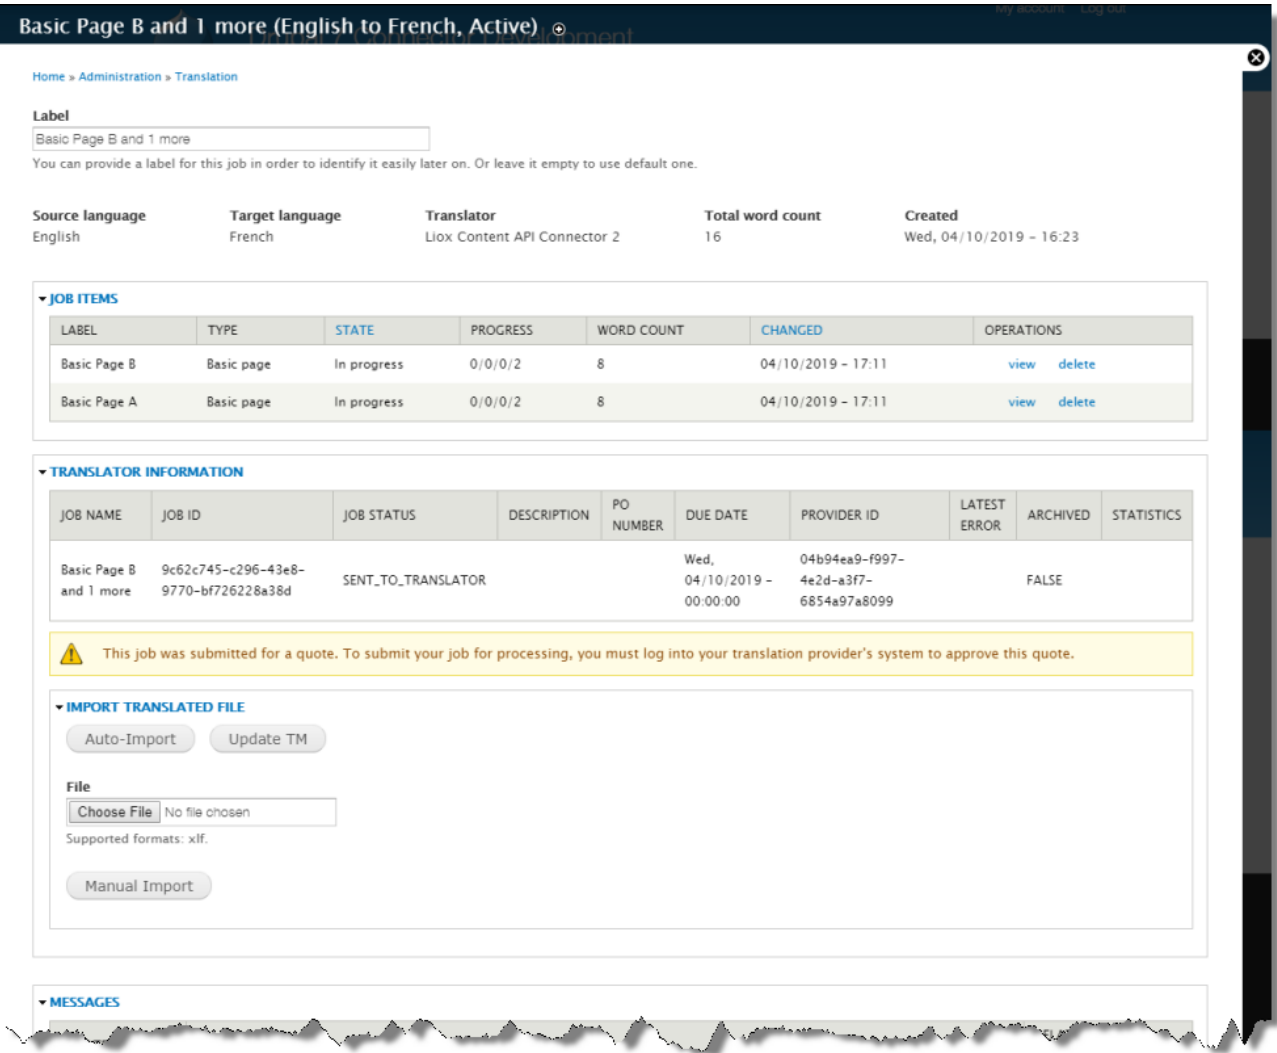 My account Log out
Basic Page B and 1 more (English to French, Active)
Drupal 7 Connector Development
Home » Administration » Translation
Label
Basic Page B and 1 more
You can provide a label for this job in order to identify it easily later on. Or leave it empty to use default one.
Source language Target language Translator Total word count Created
English French Liox Content API Connector 2 16 Wed, 04/10/2019 – 16:23
JOB ITEMS
LABEL TYPE STATE PROGRESS WORD COUNT CHANGED OPERATIONS
Basic Page B Basic page In progress 0/0/0/2 8 04/10/2019 – 17:11 view delete
Basic Page A Basic page In progress 0/0/0/2 8 04/10/2019 – 17:11 view delete
TRANSLATOR INFORMATION
JOB NAME JOB ID JOB STATUS DESCRIPTION PO NUMBER DUE DATE PROVIDER ID LATEST ERROR ARCHIVED STATISTICS
Basic Page B 9c62c745-c296-43e8- SENT_TO_TRANSLATOR Wed, 04b94ea9-f997- FALSE
and 1 more 9770-bf726228a38d 04/10/2019 – 4e2d-a3f7-
00:00:00 6854a97a8099
This job was submitted for a quote. To submit your job for processing, you must log into your translation provider's system to approve this quote.
IMPORT TRANSLATED FILE
Auto-Import Update TM
File
Choose File No file chosen
Supported formats: xlf.
Manual Import
MESSAGES